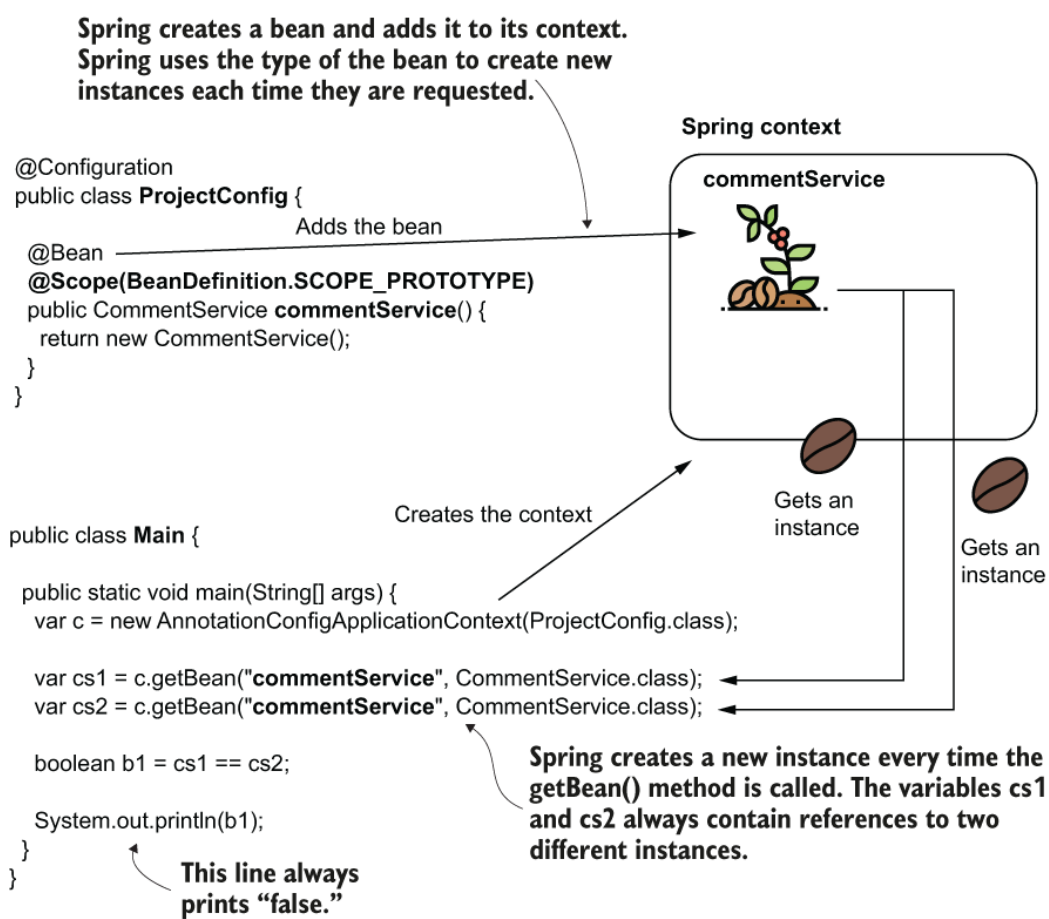 Spring creates a bean and adds it to its context.
Spring uses the type of the bean to create new
instances each time they are requested.
Spring context
commentService
@Configuration
public class ProjectConfig {
Adds the bean
@Bean
@Scope(BeanDefinition.SCOPE_PROTOTYPE)
public CommentService commentService() {
return new CommentService();
}
}
Gets an
instance
Gets an
instance
Creates the context
public class Main {
public static void main(String[] args) {
var c = new AnnotationConfigApplicationContext(ProjectConfig.class);
var cs1 = c.getBean("commentService", CommentService.class);
var cs2 = c.getBean("commentService", CommentService.class);
boolean b1 = cs1 == cs2;
System.out.println(b1);
}
}
Spring creates a new instance every time the
getBean() method is called. The variables cs1
and cs2 always contain references to two
different instances.
This line always
prints “false.”